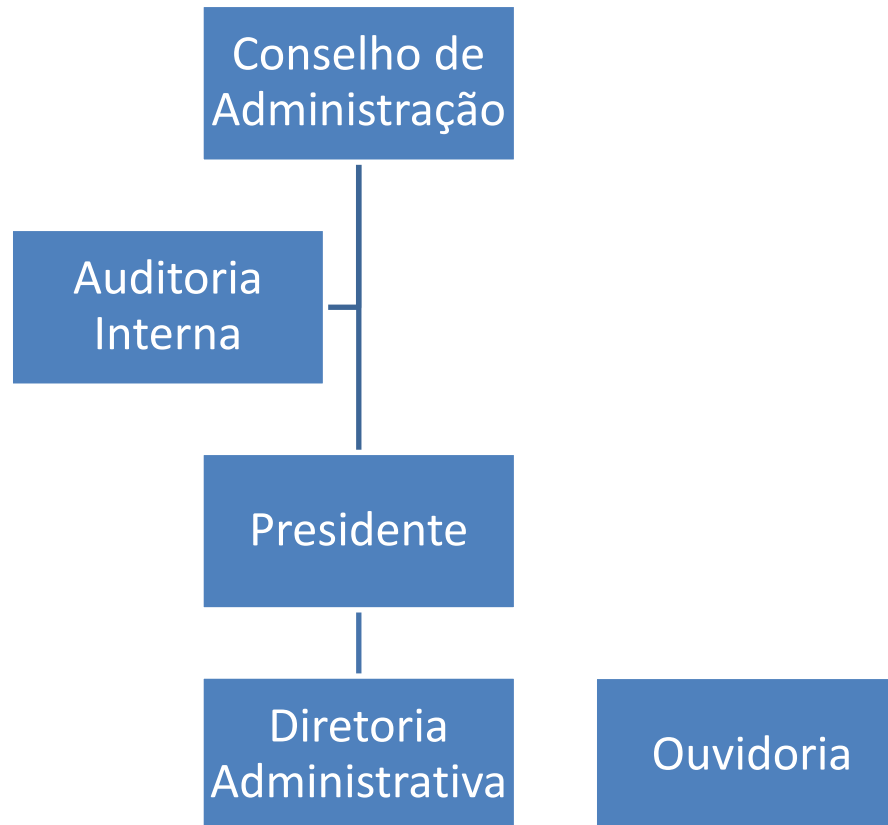 Conselho de
Administração
Auditoria
Interna
Presidente
Diretoria
Administrativa
Ouvidoria